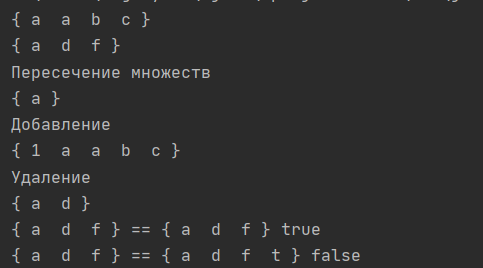 { a a b c }
{ a d f }
Пересечение множеств
{ a }
Добавление
{ 1 a a b c }
Удаление
{ a d }
{ a d f } == { a d f } true
{ a d f } == { a d f t } false